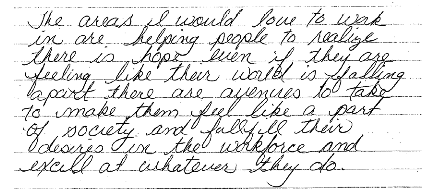 The areas I would love to work
in are helping people to realize
there is hope even if they are
feeling like their world is falling
apart there are avenues to take
to make them feel like a part
of society and fullfill their
desires in the workforce and
excell at whatever they do.